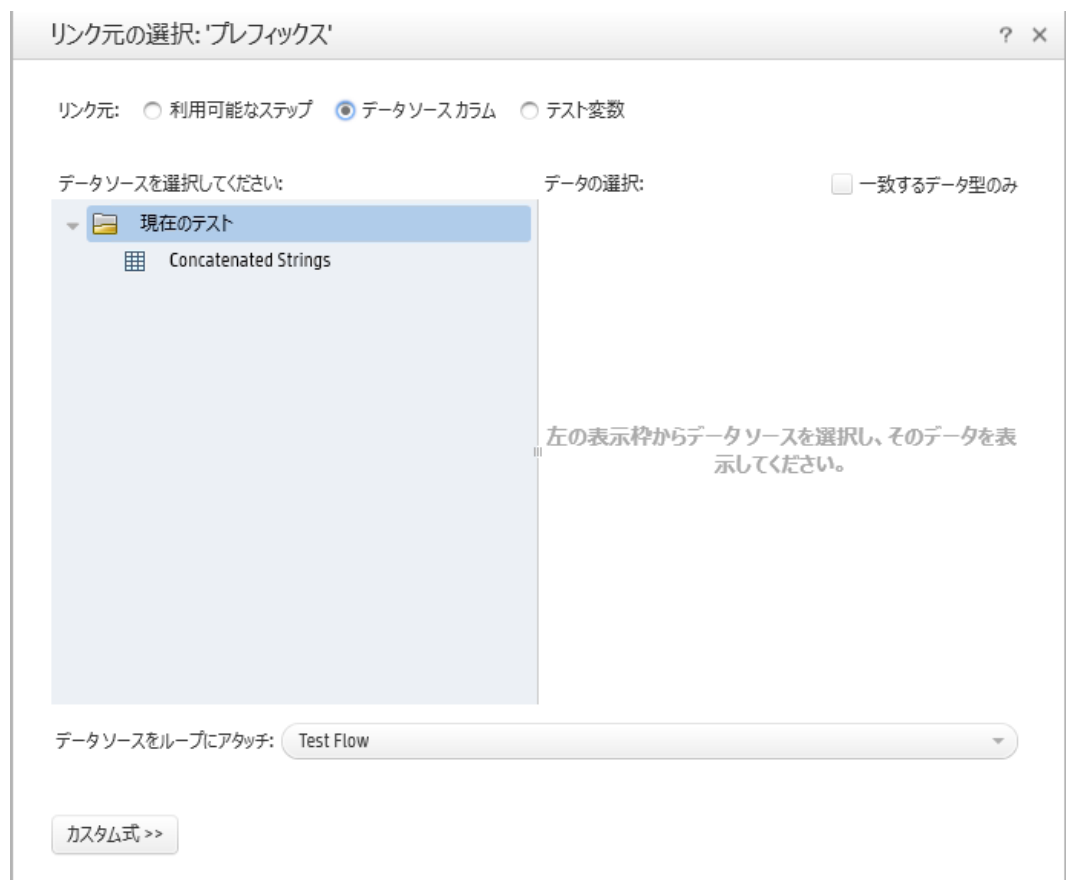 リンク元の選択: 'プレフィックス'
? ×
リンク元: 利用可能なステップ データ ソース カラム テスト変数
データ ソースを選択してください: データの選択: 一致するデータ型のみ
現在のテスト
Concatenated Strings
左の表示枠からデータ ソースを選択し、そのデータを表
示してください。
データ ソースをループにアタッチ: Test Flow
カスタム式 >>